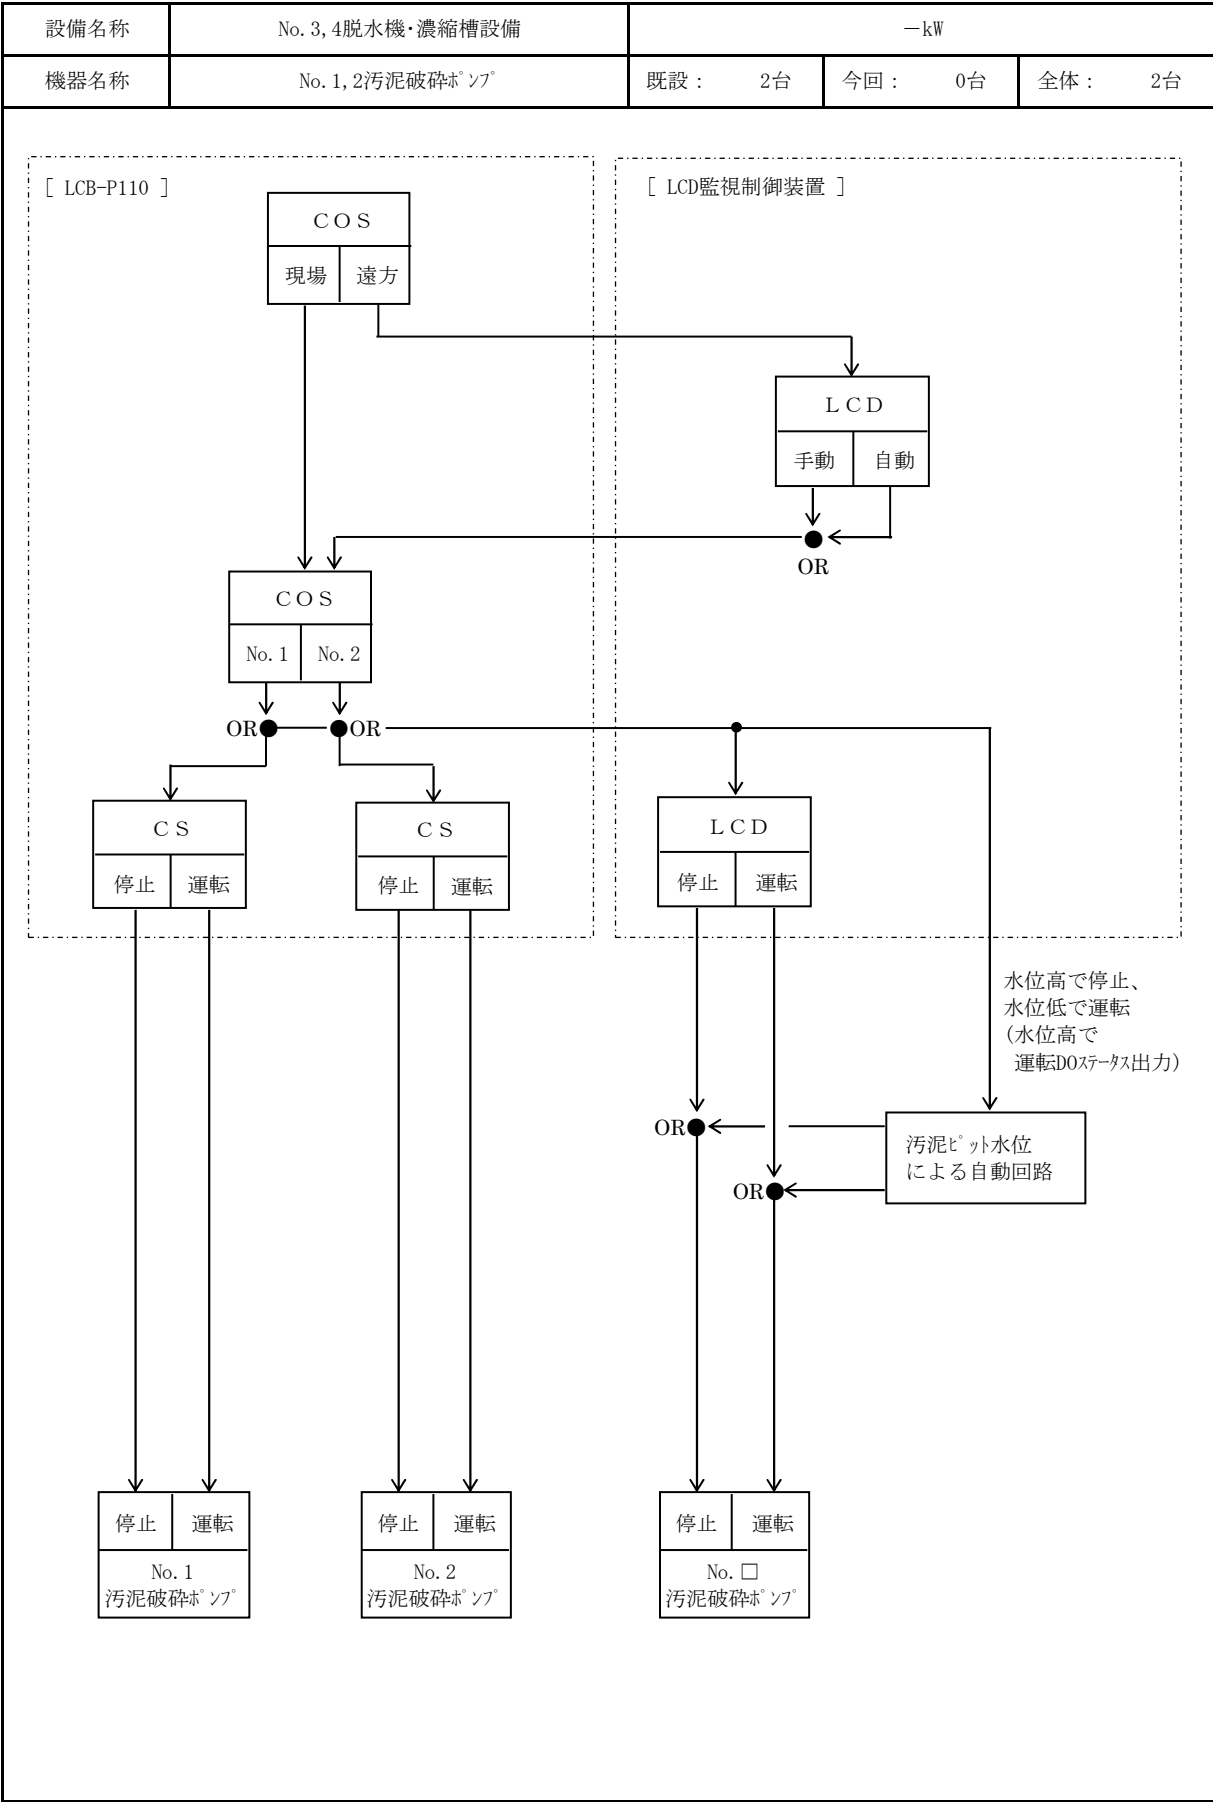 設備名称
No.3,4脱水機・濃縮槽設備
－kW
機器名称
No.1,2汚泥破砕ﾎﾟﾝﾌﾟ
既設： 2台
今回： 0台
全体： 2台
[ LCB-P110 ]
[ LCD監視制御装置 ]
ＣＯＳ
現場 遠方
ＬＣＤ
手動 自動
OR
ＣＯＳ
No.1 No.2
OR
OR
ＣＳ
停止 運転
ＣＳ
停止 運転
ＬＣＤ
停止 運転
水位高で停止、
水位低で運転
(水位高で
運転DOｽﾃｰﾀｽ出力)
OR
汚泥ﾋﾟｯﾄ水位
による自動回路
OR
停止 運転
No.1
汚泥破砕ﾎﾟﾝﾌﾟ
停止 運転
No.2
汚泥破砕ﾎﾟﾝﾌﾟ
停止 運転
No.□
汚泥破砕ﾎﾟﾝﾌﾟ